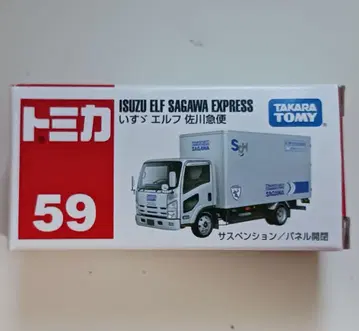 トミカ
59
ISUZU ELF SAGAWA EXPRESS
いすゞ エルフ 佐川急便
TAKARA
TOMY
SAGAWA
サスペンション/パネル開閉